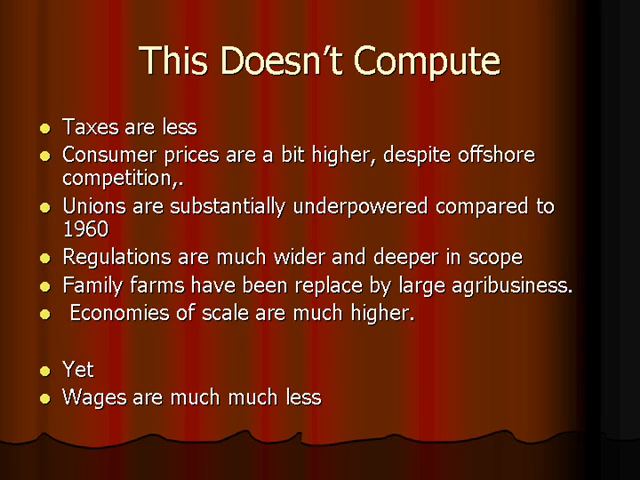 This Doesn't Compute
Taxes are less
Consumer prices are a bit higher, despite offshore
competition,.
Unions are substantially underpowered compared to
1960
Regulations are much wider and deeper in scope
Family farms have been replace by large agribusiness.
Economies of scale are much higher.
Yet
Wages are much much less